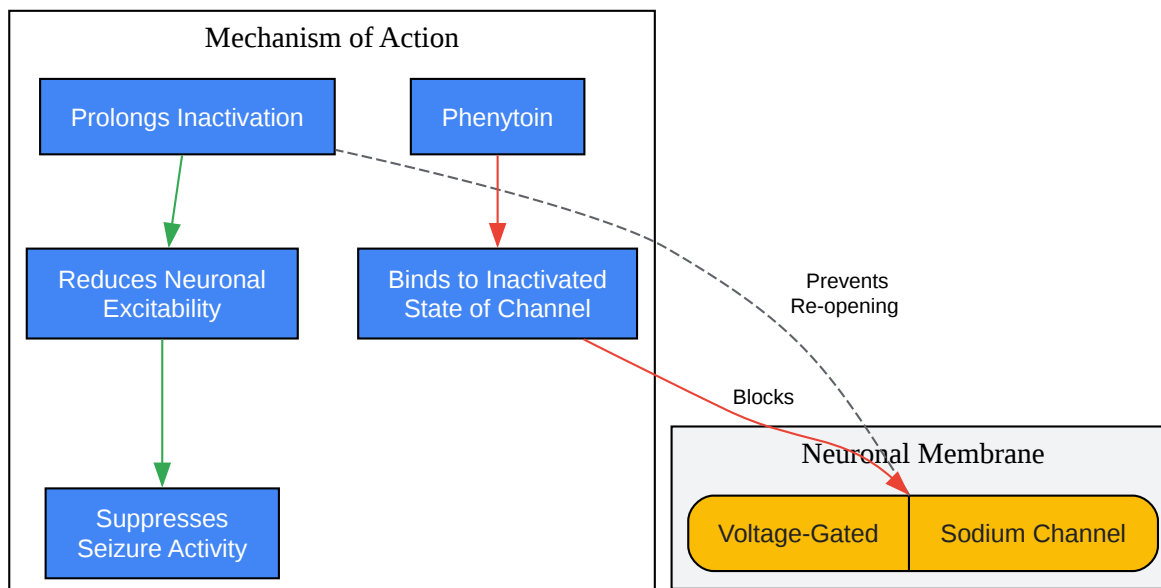 Mechanism of Action
Prolongs Inactivation
Phenytoin
Reduces Neuronal
Excitability
Binds to Inactivated
State of Channel
Prevents
Re-opening
Blocks
Neuronal Membrane
Suppresses
Seizure Activity
Voltage-Gated
Sodium Channel